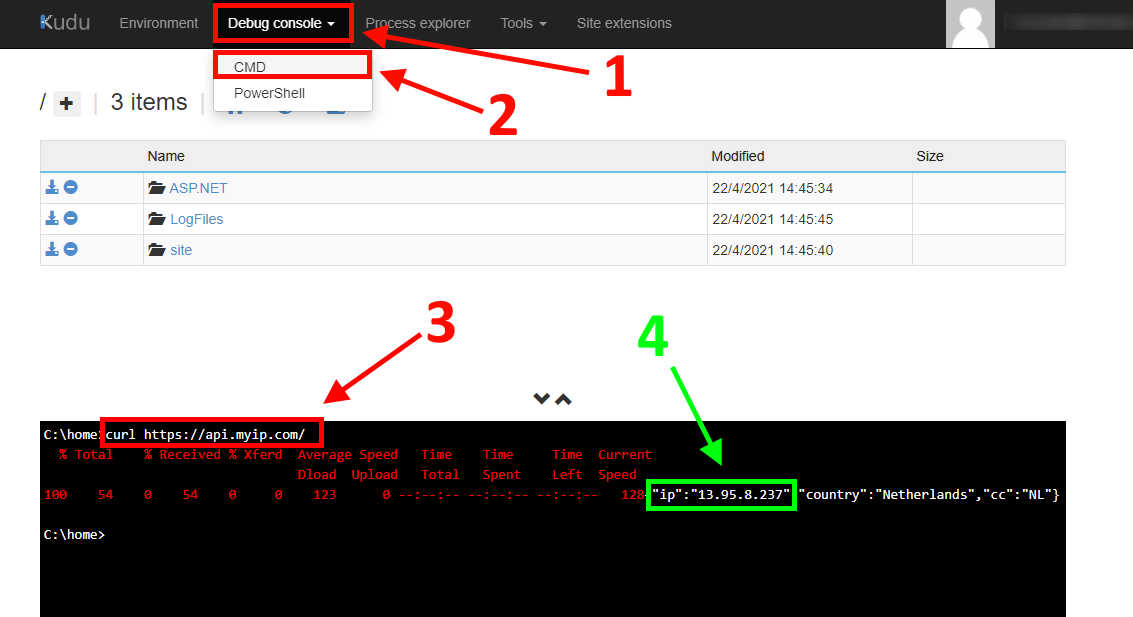 Kudu Environment Debug console Process explorer Tools Site extensions
1
CMD
PowerShell
2
/ + | 3 items |
Name Modified Size
ASP.NET 22/4/2021 14:45:34
LogFiles 22/4/2021 14:45:45
site 22/4/2021 14:45:40
3
4
C:\home>curl https://api.myip.com/
% Total % Received % Xferd Average Speed Time Time Time Current
Dload Upload Total Spent Left Speed
100 54 0 54 0 0 123 0 --:--:-- --:--:-- --:--:-- 128{"ip":"13.95.8.237","country":"Netherlands","cc":"NL"}
C:\home>